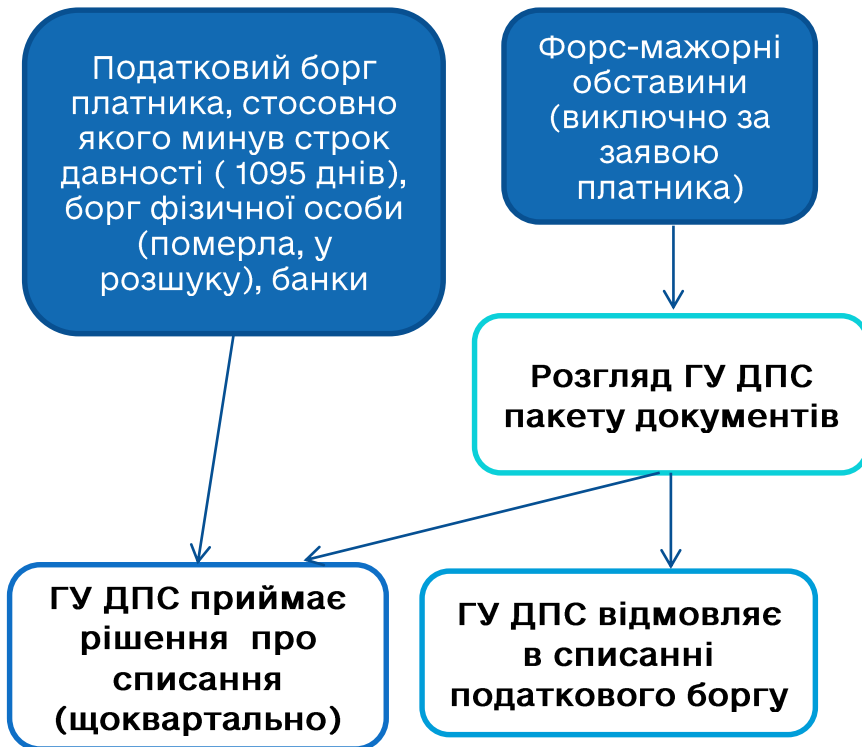 Податковий борг
платника, стосовно
якого минув строк
давності ( 1095 днів),
борг фізичної особи
(померла, у
розшуку), банки
Форс-мажорні
обставини
(виключно за
заявою
платника)
Розгляд ГУ ДПС
пакету документів
ГУ ДПС приймає
рішення про
списання
(щоквартально)
ГУ ДПС відмовляє
в списанні
податкового боргу